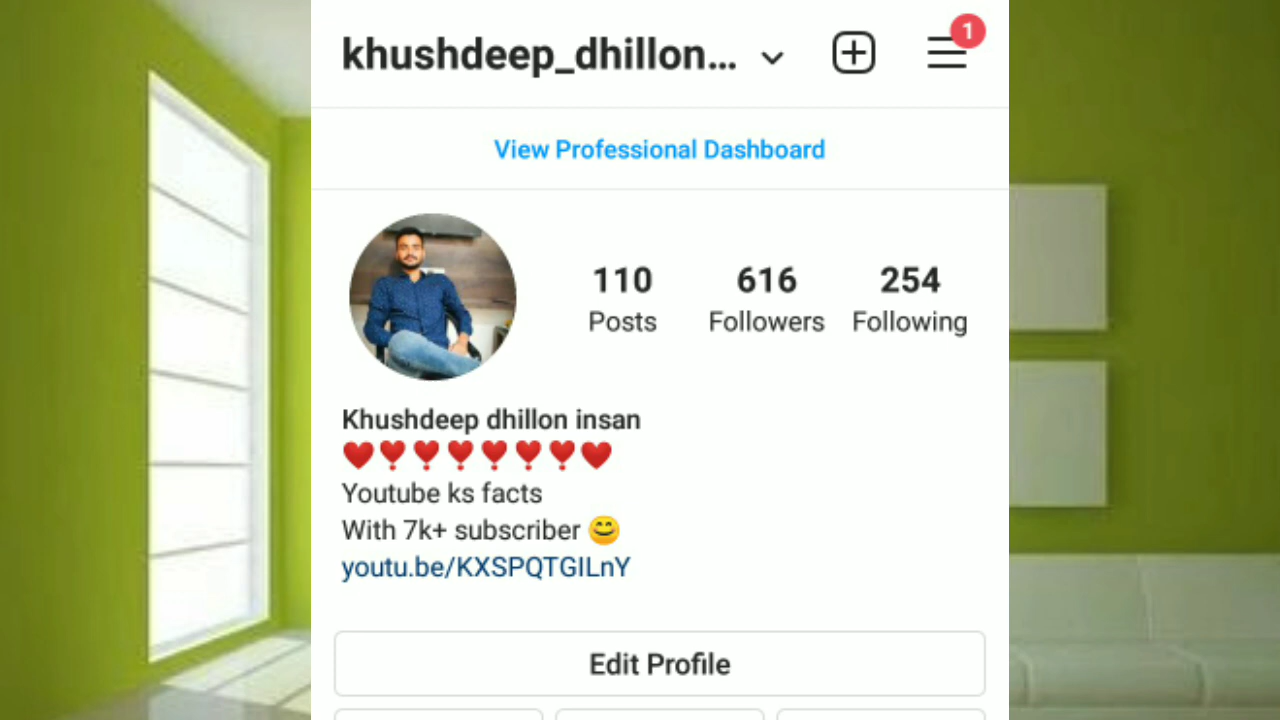 khushdeep_dhillon...
1
View Professional Dashboard
110 616 254
Posts Followers Following
Khushdeep dhillon insan
❤️❣️❣️❣️❣️❣️❣️❤️
Youtube ks facts
With 7k+ subscriber 😊
youtu.be/KXSPQTGILnY
Edit Profile